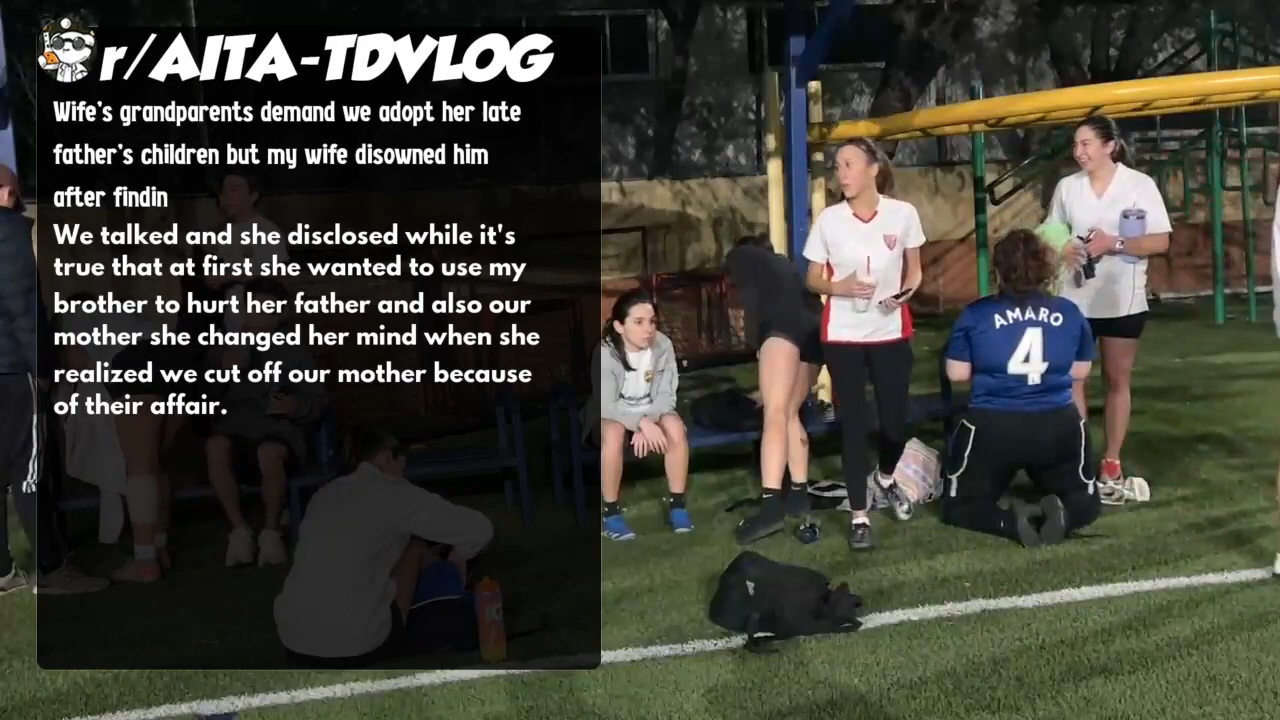 r/AITA-TDVLOG
Wife's grandparents demand we adopt her late
father's children but my wife disowned him
after findin
We talked and she disclosed while it's
true that at first she wanted to use my
brother to hurt her father and also our
mother she changed her mind when she
realized we cut off our mother because
of their affair.
AMARO
4